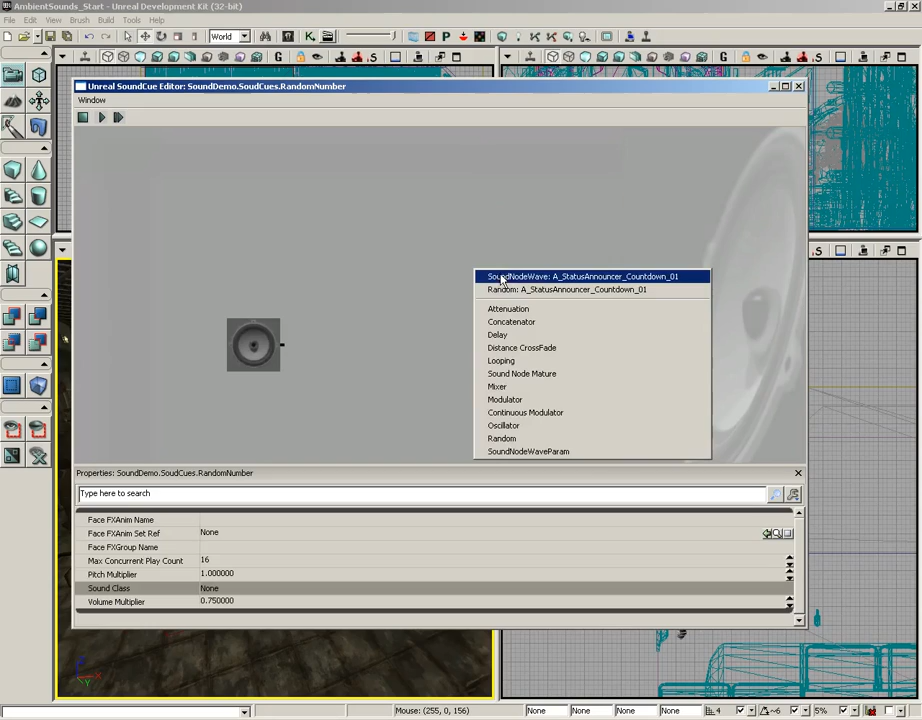 AmbientSounds_Start - Unreal Development Kit (32-bit)
File Edit View Brush Build Tools Help
World
Unreal SoundCue Editor: SoundDemo.SoudCues.RandomNumber
Window
SoundNodeWave: A_StatusAnnouncer_Countdown_01
Random: A_StatusAnnouncer_Countdown_01
Attenuation
Concatenator
Delay
Distance CrossFade
Looping
Sound Node Mature
Mixer
Modulator
Continuous Modulator
Oscillator
Random
SoundNodeWaveParam
Properties: SoundDemo.SoudCues.RandomNumber
Type here to search
Face FXAnim Name
Face FXAnim Set Ref None
Face FXGroup Name
Max Concurrent Play Count 16
Pitch Multiplier 1.000000
Sound Class None
Volume Multiplier 0.750000
Mouse: (255, 0, 156) None None None None 4 ~6 5%